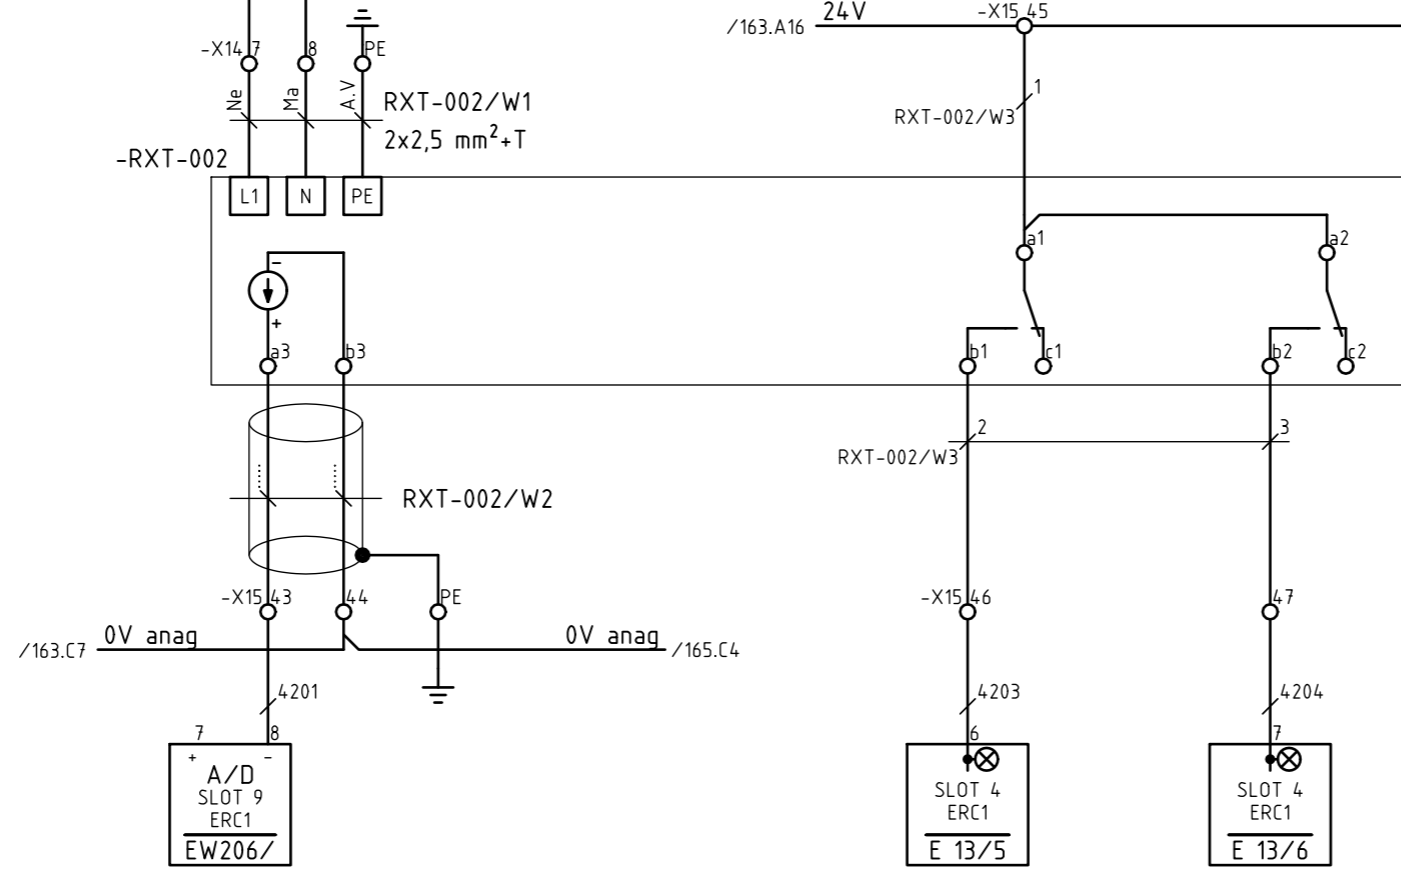 24V
-X15 45
/163.A16
-X14 7
8
PE
Ne
Ma
A.V
RXT-002/W1
2x2,5 mm²+T
1
RXT-002/W3
-RXT-002
L1
N
PE
a1
a2
-
+
a3
b3
b1
c1
b2
c2
2
3
RXT-002/W3
RXT-002/W2
-X15 43
44
PE
-X15 46
47
0V anag
0V anag
/163.C7
/165.C4
4201
4203
4204
7
8
6
7
+
-
A/D
SLOT 9
ERC1
EW206/
SLOT 4
ERC1
E 13/5
SLOT 4
ERC1
E 13/6